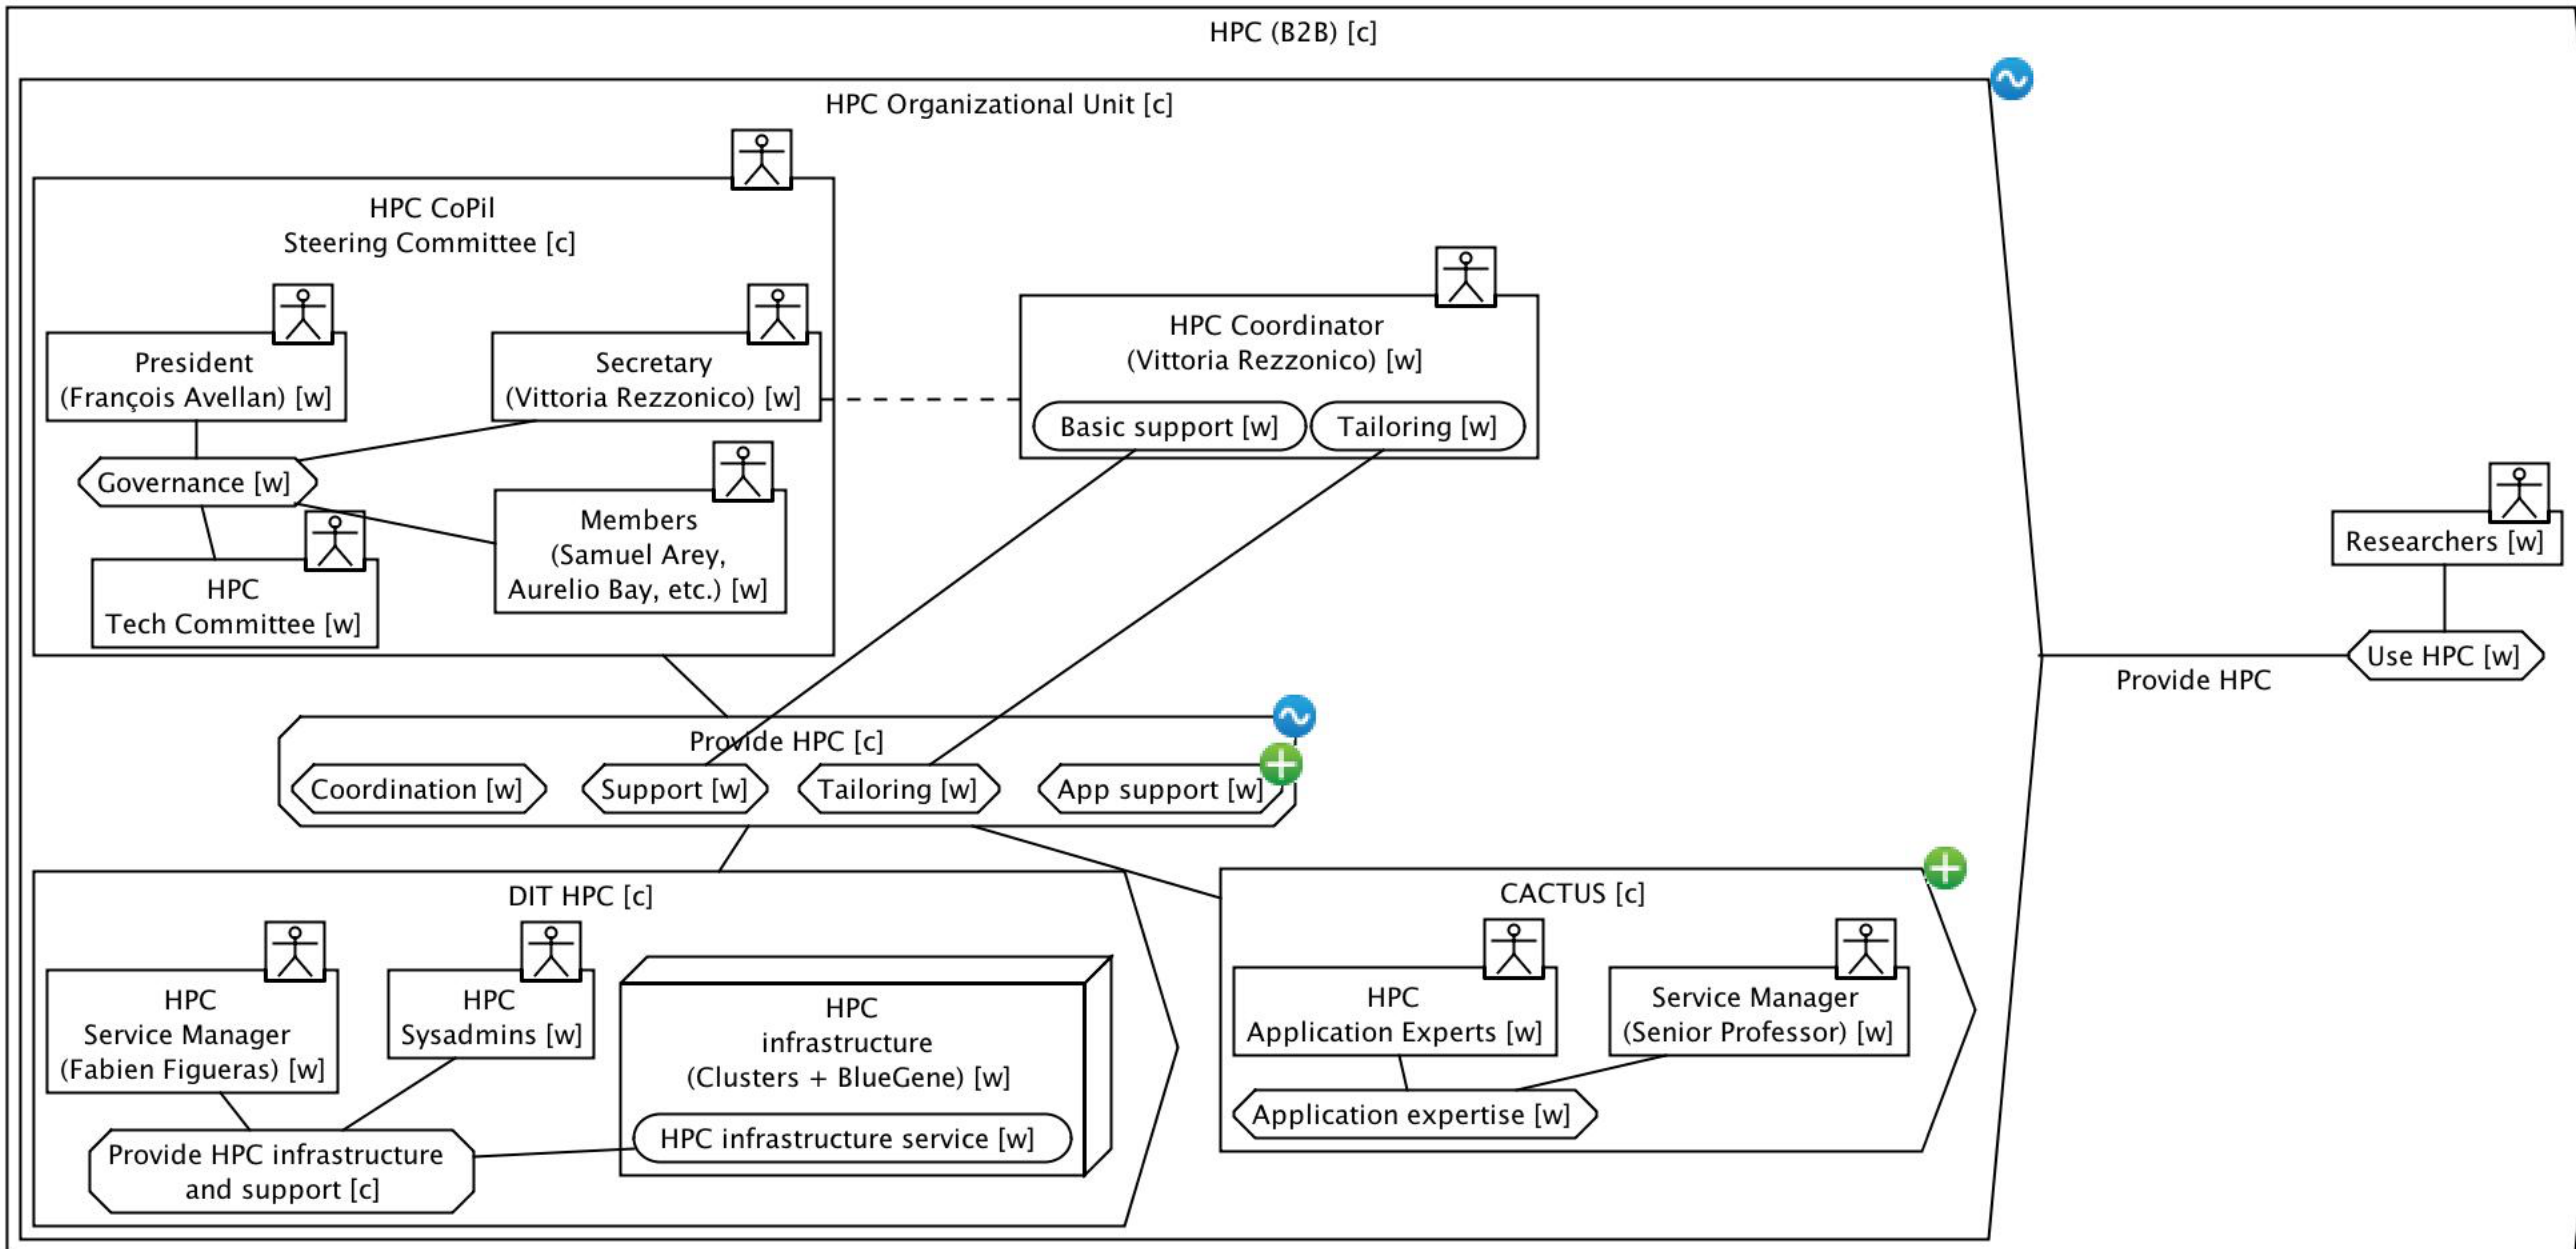 HPC (B2B) [c]
HPC Organizational Unit [c]
HPC CoPil
Steering Committee [c]
President
(François Avellan) [w]
Secretary
(Vittoria Rezzonico) [w]
Governance [w]
Members
(Samuel Arey,
Aurelio Bay, etc.) [w]
HPC
Tech Committee [w]
HPC Coordinator
(Vittoria Rezzonico) [w]
Basic support [w]
Tailoring [w]
Researchers [w]
Use HPC [w]
Provide HPC
Provide HPC [c]
Coordination [w]
Support [w]
Tailoring [w]
App support [w]
DIT HPC [c]
HPC
Service Manager
(Fabien Figueras) [w]
HPC
Sysadmins [w]
HPC
infrastructure
(Clusters + BlueGene) [w]
HPC infrastructure service [w]
Provide HPC infrastructure
and support [c]
CACTUS [c]
HPC
Application Experts [w]
Service Manager
(Senior Professor) [w]
Application expertise [w]